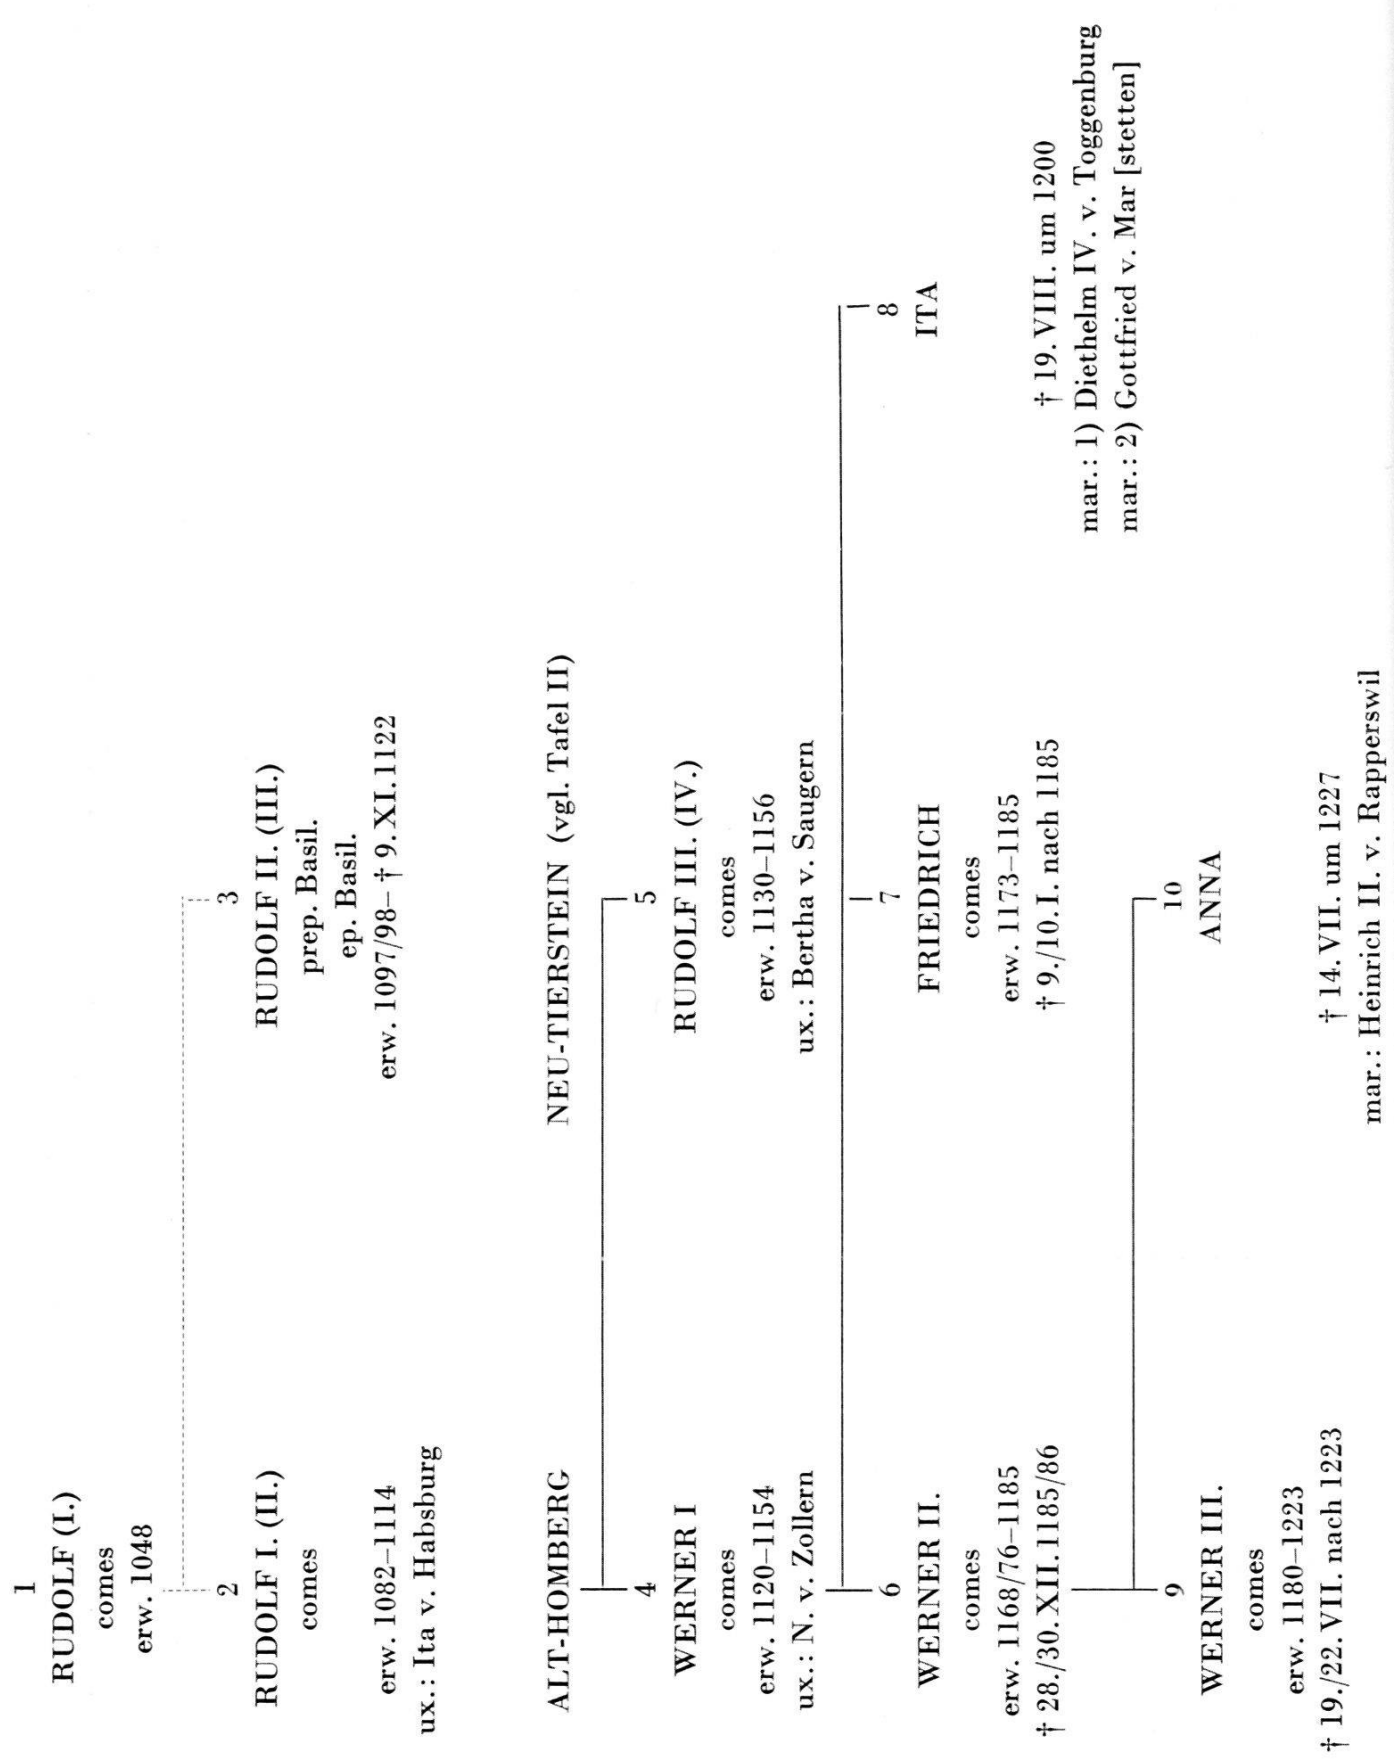 1
RUDOLF (I.)
comes
erw. 1048
2
RUDOLF I. (II.)
comes
erw. 1082–1114
ux.: Ita v. Habsburg
3
RUDOLF II. (III.)
prep. Basil.
ep. Basil.
erw. 1097/98– † 9. XI. 1122
ALT-HOMBERG
NEU-TIERSTEIN (vgl. Tafel II)
4
WERNER I
comes
erw. 1120–1154
ux.: N. v. Zollern
5
RUDOLF III. (IV.)
comes
erw. 1130–1156
ux.: Bertha v. Saugern
6
WERNER II.
comes
erw. 1168/76–1185
† 28./30. XII. 1185/86
7
FRIEDRICH
comes
erw. 1173–1185
† 9./10. I. nach 1185
8
ITA
† 19. VIII. um 1200
mar.: 1) Diethelm IV. v. Toggenburg
mar.: 2) Gottfried v. Mar [stetten]
9
WERNER III.
comes
erw. 1180–1223
† 19./22. VII. nach 1223
10
ANNA
† 14. VII. um 1227
mar.: Heinrich II. v. Rapperswil